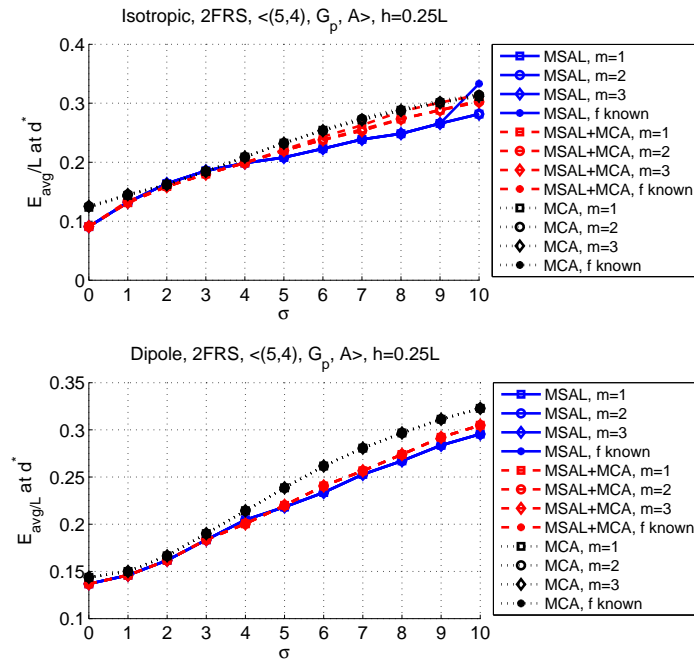 Isotropic, 2FRS, <(5,4), G_p, A>, h=0.25L
E_avg/L at d^*
0.4
0.3
0.2
0.1
0
0 1 2 3 4 5 6 7 8 9 10
σ
MSAL, m=1
MSAL, m=2
MSAL, m=3
MSAL, f known
MSAL+MCA, m=1
MSAL+MCA, m=2
MSAL+MCA, m=3
MSAL+MCA, f known
MCA, m=1
MCA, m=2
MCA, m=3
MCA, f known
Dipole, 2FRS, <(5,4), G_p, A>, h=0.25L
E_avg/L at d^*
0.35
0.3
0.25
0.2
0.15
0.1
0 1 2 3 4 5 6 7 8 9 10
σ
MSAL, m=1
MSAL, m=2
MSAL, m=3
MSAL, f known
MSAL+MCA, m=1
MSAL+MCA, m=2
MSAL+MCA, m=3
MSAL+MCA, f known
MCA, m=1
MCA, m=2
MCA, m=3
MCA, f known